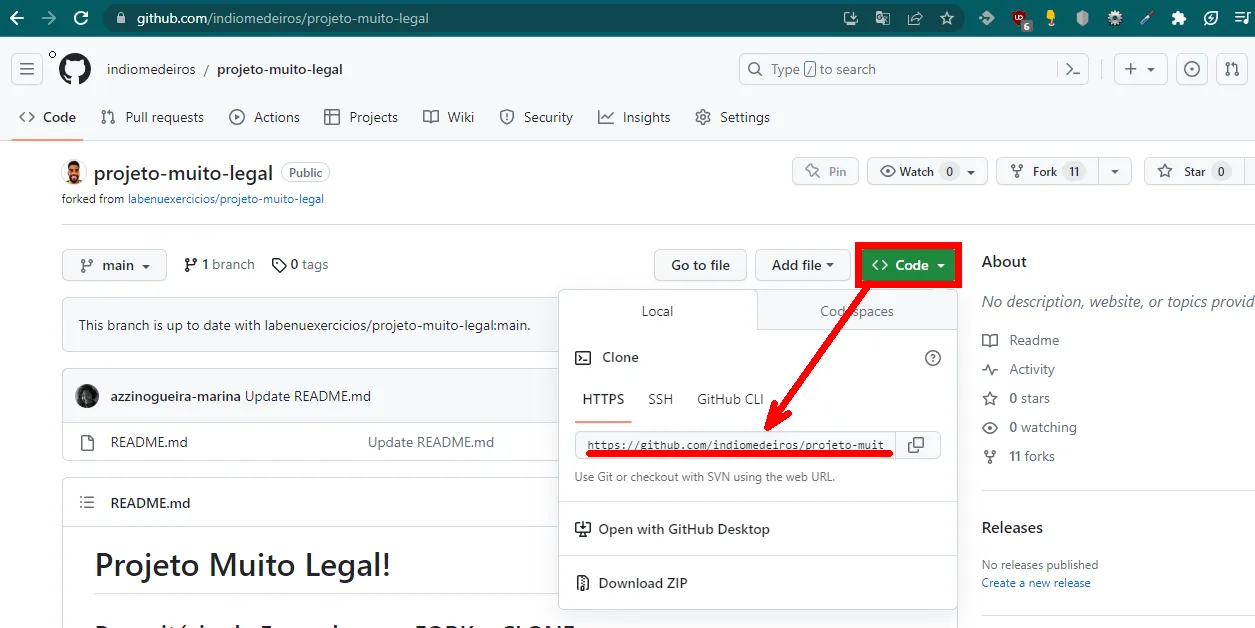 github.com/indiomedeiros/projeto-muito-legal
6
indiomedeiros / projeto-muito-legal
Type / to search
Code Pull requests Actions Projects Wiki Security Insights Settings
projeto-muito-legal Public
Pin Watch 0 Fork 11 Star 0
forked from labenuexercicios/projeto-muito-legal
main 1 branch 0 tags Go to file Add file Code
About
No description, website, or topics provid
Local Codespaces
This branch is up to date with labenuexercicios/projeto-muito-legal:main.
Readme
Clone
Activity
azzinogueira-marina Update README.md
HTTPS SSH GitHub CLI
0 stars
0 watching
README.md Update README.md
https://github.com/indiomedeiros/projeto-muit
11 forks
Use Git or checkout with SVN using the web URL.
README.md
Open with GitHub Desktop
Releases
Projeto Muito Legal!
No releases published
Download ZIP
Create a new release